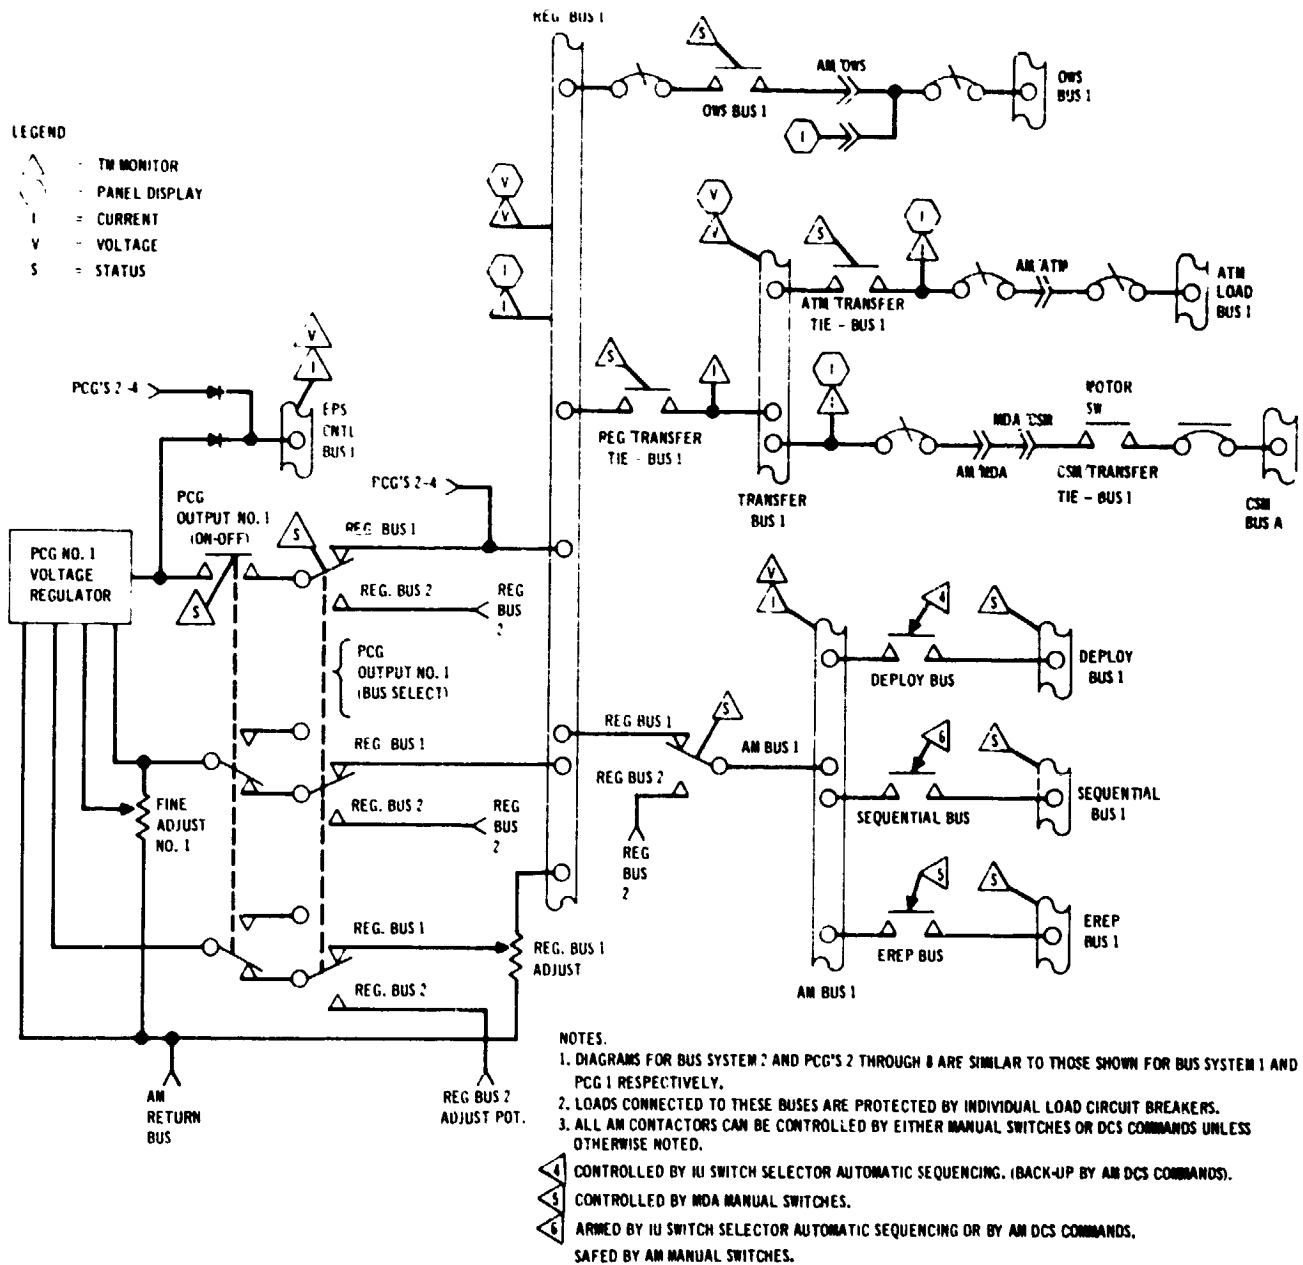 REG BUS 1
S
AM OWS
OWS
BUS 1
OWS BUS 1
I
LEGEND
- TM MONITOR
- PANEL DISPLAY
I = CURRENT
V - VOLTAGE
S = STATUS
V
V
I
I
V
V
S
I
I
AM ATM
ATM
LOAD
BUS 1
ATM TRANSFER
TIE - BUS 1
V
I
PCG'S 2-4
EPS
CNTL
BUS 1
S
I
PEG TRANSFER
TIE - BUS 1
I
I
MOTOR
SW
MDA CSM
AM MDA
CSM TRANSFER
TIE - BUS 1
CSM
BUS A
TRANSFER
BUS 1
PCG'S 2-4
PCG
OUTPUT NO. 1
(ON-OFF)
S
REG BUS 1
PCG NO. 1
VOLTAGE
REGULATOR
S
REG. BUS 2
REG
BUS
2
PCG
OUTPUT NO. 1
(BUS SELECT)
V
I
4
S
DEPLOY BUS
DEPLOY
BUS 1
REG BUS 1
S
AM BUS 1
REG BUS 2
REG
BUS
2
6
S
SEQUENTIAL BUS
SEQUENTIAL
BUS 1
REG. BUS 1
FINE
ADJUST
NO. 1
REG. BUS 2
REG
BUS
2
5
S
EREP BUS
EREP
BUS 1
AM BUS 1
REG. BUS 1
REG. BUS 1
ADJUST
REG. BUS 2
AM
RETURN
BUS
REG BUS 2
ADJUST POT.
NOTES.
1. DIAGRAMS FOR BUS SYSTEM 2 AND PCG'S 2 THROUGH 8 ARE SIMILAR TO THOSE SHOWN FOR BUS SYSTEM 1 AND
PCG 1 RESPECTIVELY.
2. LOADS CONNECTED TO THESE BUSES ARE PROTECTED BY INDIVIDUAL LOAD CIRCUIT BREAKERS.
3. ALL AM CONTACTORS CAN BE CONTROLLED BY EITHER MANUAL SWITCHES OR DCS COMMANDS UNLESS
OTHERWISE NOTED.
4 CONTROLLED BY IU SWITCH SELECTOR AUTOMATIC SEQUENCING. (BACK-UP BY AM DCS COMMANDS).
5 CONTROLLED BY MDA MANUAL SWITCHES.
6 ARMED BY IU SWITCH SELECTOR AUTOMATIC SEQUENCING OR BY AM DCS COMMANDS,
SAFED BY AM MANUAL SWITCHES.